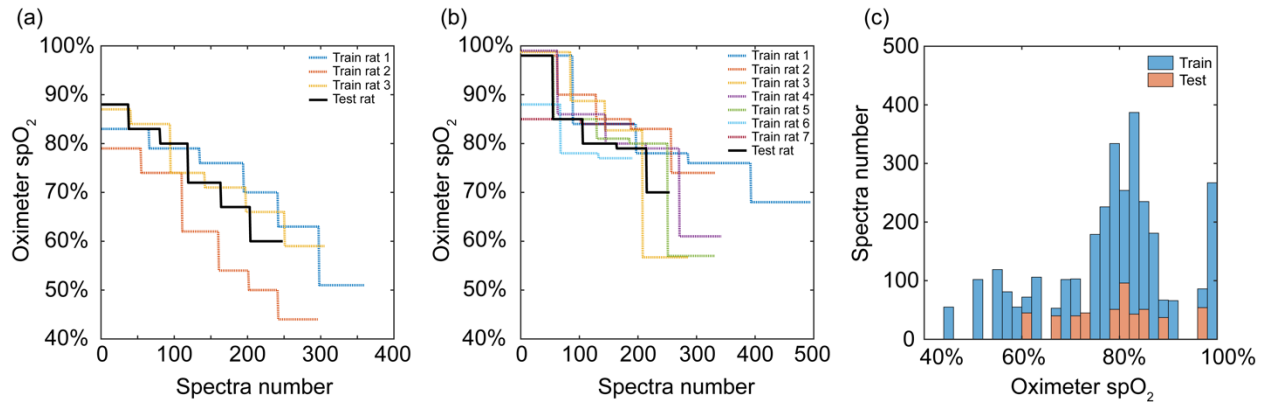 (a)
Oximeter spO2
100%
90%
80%
70%
60%
50%
40%
0
100
200
300
400
Spectra number
Train rat 1
Train rat 2
Train rat 3
Test rat
(b)
Oximeter spO2
100%
90%
80%
70%
60%
50%
40%
0
100
200
300
400
500
Spectra number
Train rat 1
Train rat 2
Train rat 3
Train rat 4
Train rat 5
Train rat 6
Train rat 7
Test rat
(c)
Spectra number
500
400
300
200
100
0
40%
60%
80%
100%
Oximeter spO2
Train
Test